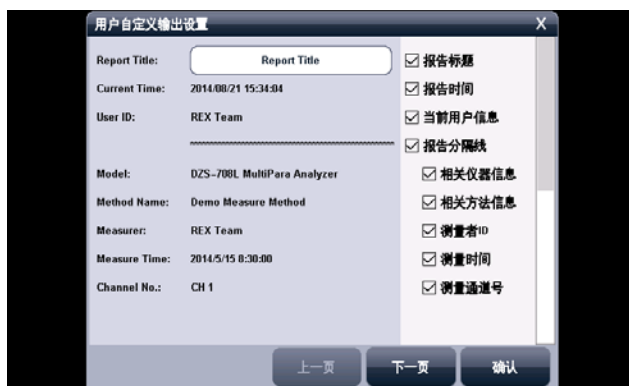 用户自定义输出设置 X
Report Title: Report Title
Current Time: 2014/08/21 15:34:04
User ID: REX Team
Model: DZS-708L MultiPara Analyzer
Method Name: Demo Measure Method
Measurer: REX Team
Measure Time: 2014/5/15 8:30:00
Channel No.: CH 1
报告标题
报告时间
当前用户信息
报告分隔线
相关仪器信息
相关方法信息
测量者ID
测量时间
测量通道号
上一页 下一页 确认